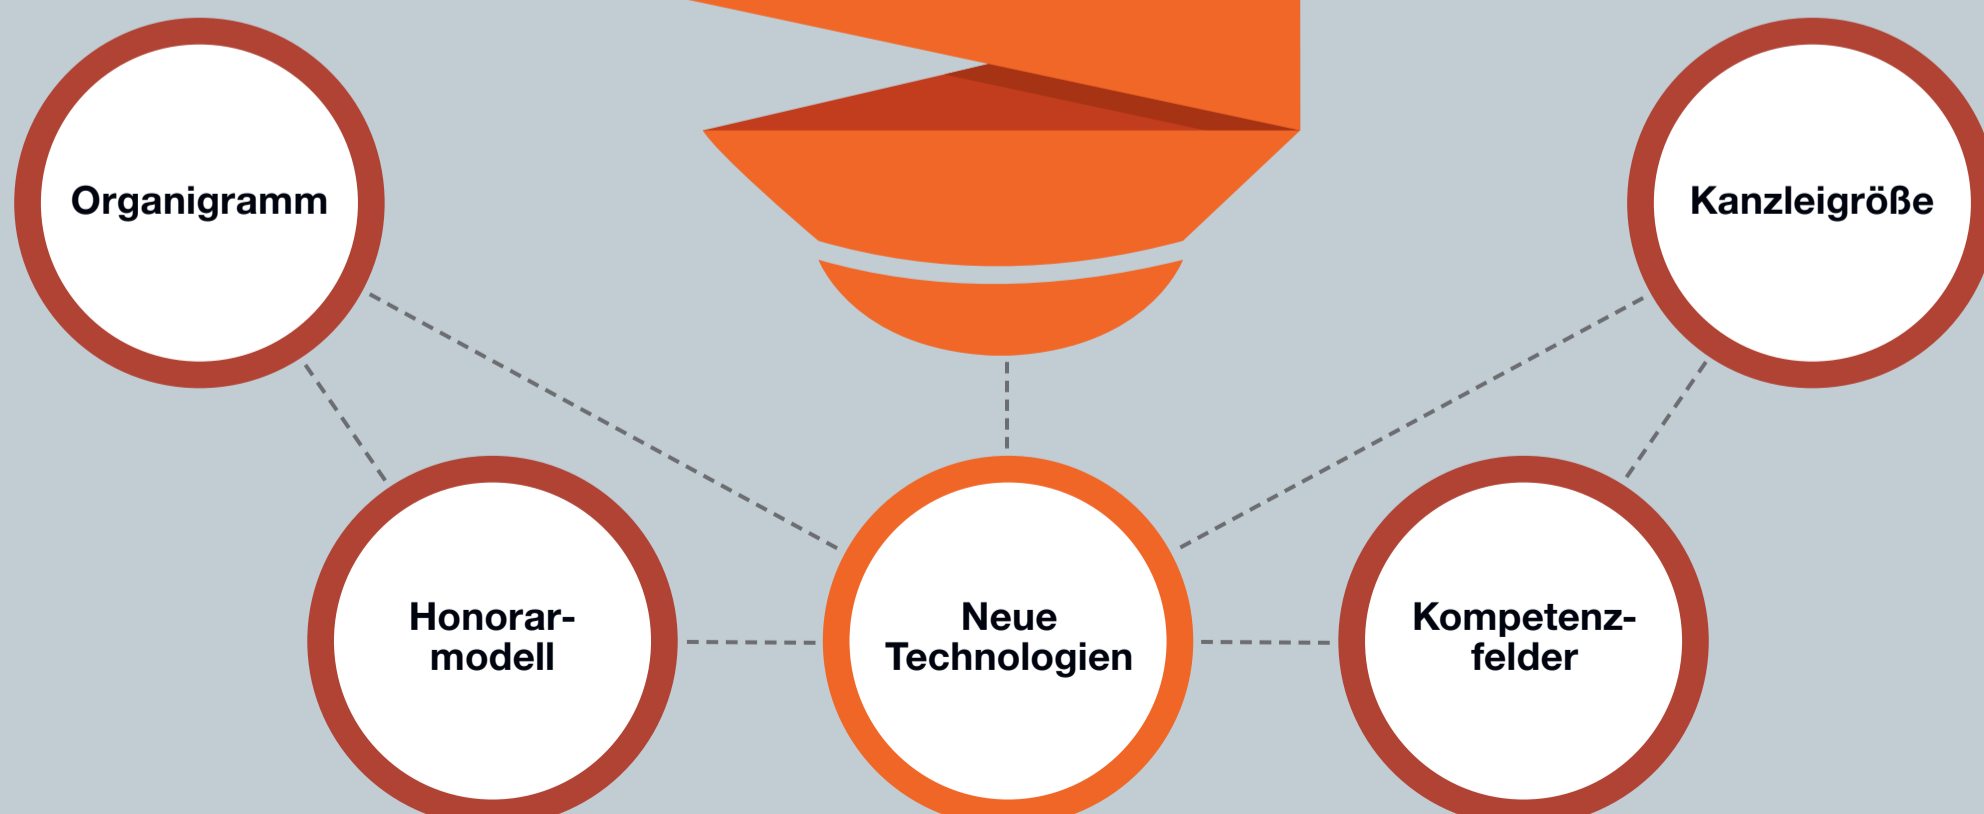 Organigramm
Kanzleigröße
Honorar-
modell
Neue
Technologien
Kompetenz-
felder